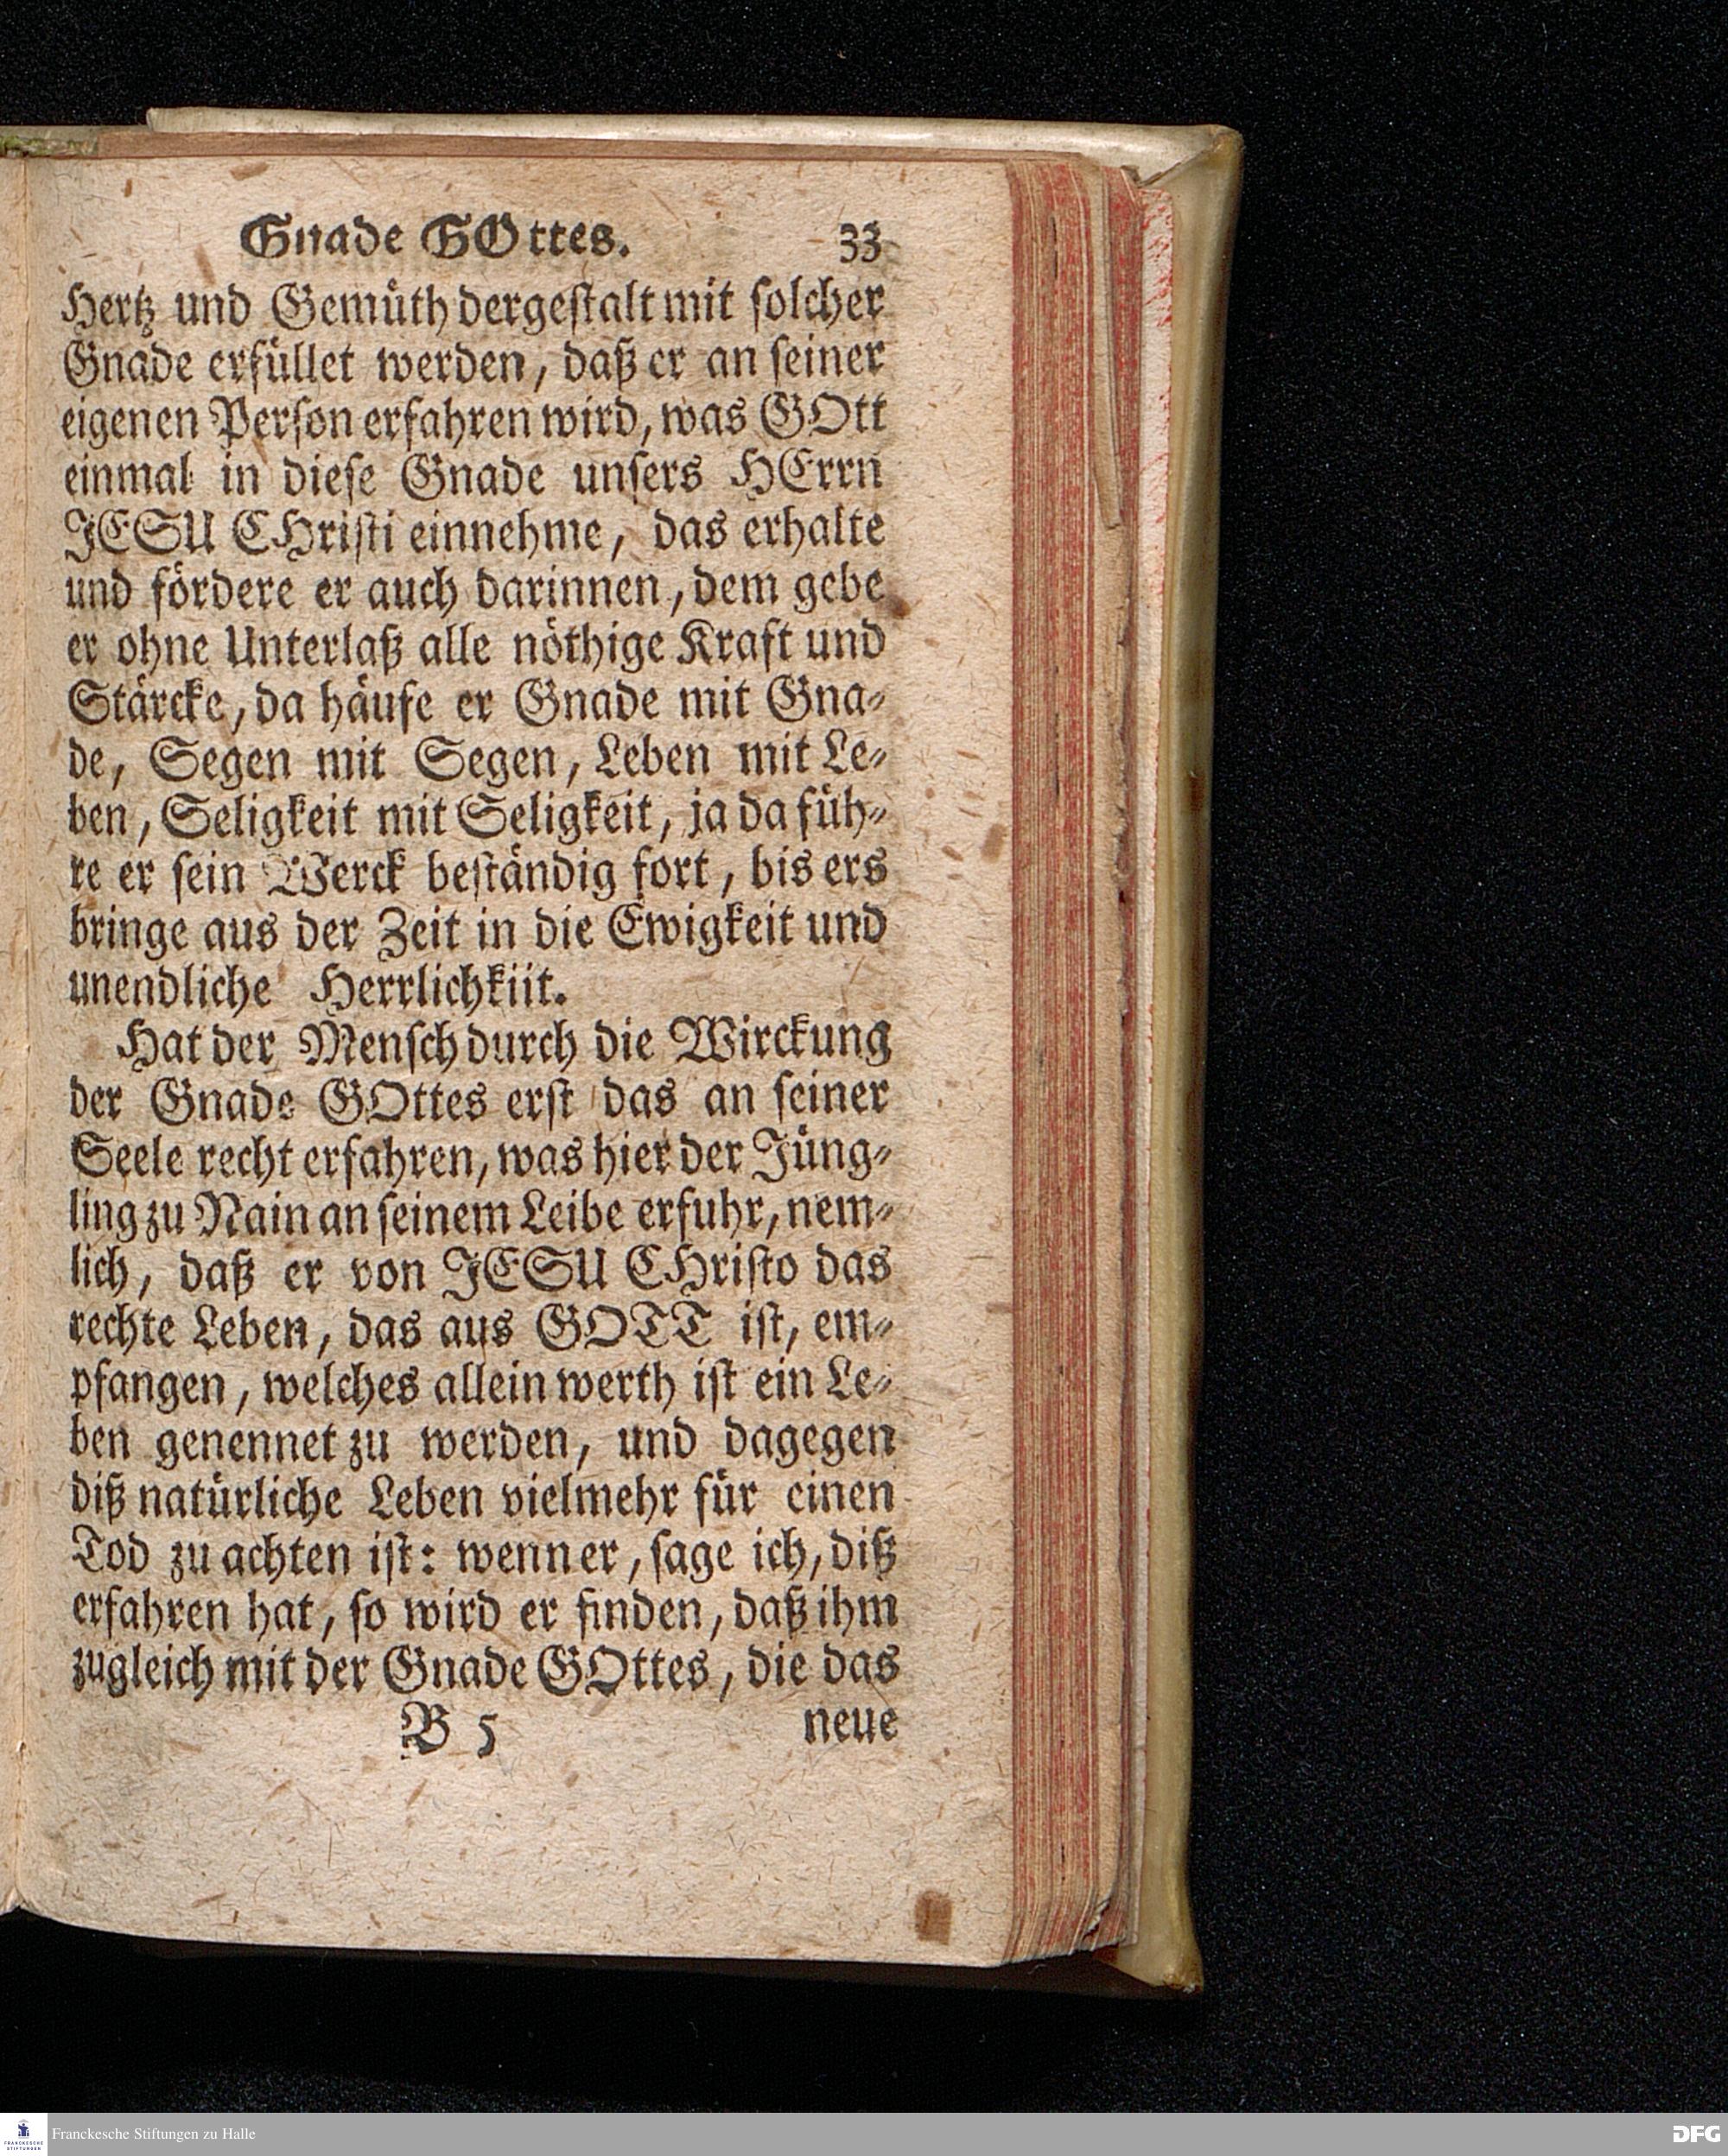 Gnade GOttes. 33
Hertz und Gemüth dergeſtalt mit ſolcher
Gnade erfüllet werden, daß er an ſeiner
eigenen Perſon erfahren wird, was GOtt
einmal in dieſe Gnade unſers HErrn
JESU CHriſti einnehme, das erhalte
und fördere er auch darinnen, dem gebe
er ohne Unterlaß alle nöthige Kraft und
Stärcke, da häufe er Gnade mit Gna-
de, Segen mit Segen, Leben mit Le-
ben, Seligkeit mit Seligkeit, ja da füh-
re er ſein Werck beſtändig fort, bis ers
bringe aus der Zeit in die Ewigkeit und
unendliche Herrlichkiit.
Hat der Menſch durch die Wirckung
der Gnade GOttes erſt das an ſeiner
Seele recht erfahren, was hier der Jüng-
ling zu Nain an ſeinem Leibe erfuhr, nem-
lich, daß er von JESU CHriſto das
rechte Leben, das aus GOTT iſt, em-
pfangen, welches allein werth iſt ein Le-
ben genennet zu werden, und dagegen
diß natürliche Leben vielmehr für einen
Tod zu achten iſt: wenn er, ſage ich, diß
erfahren hat, ſo wird er finden, daß ihm
zugleich mit der Gnade GOttes, die das
B 5 neue
Franckesche Stiftungen zu Halle
DFG